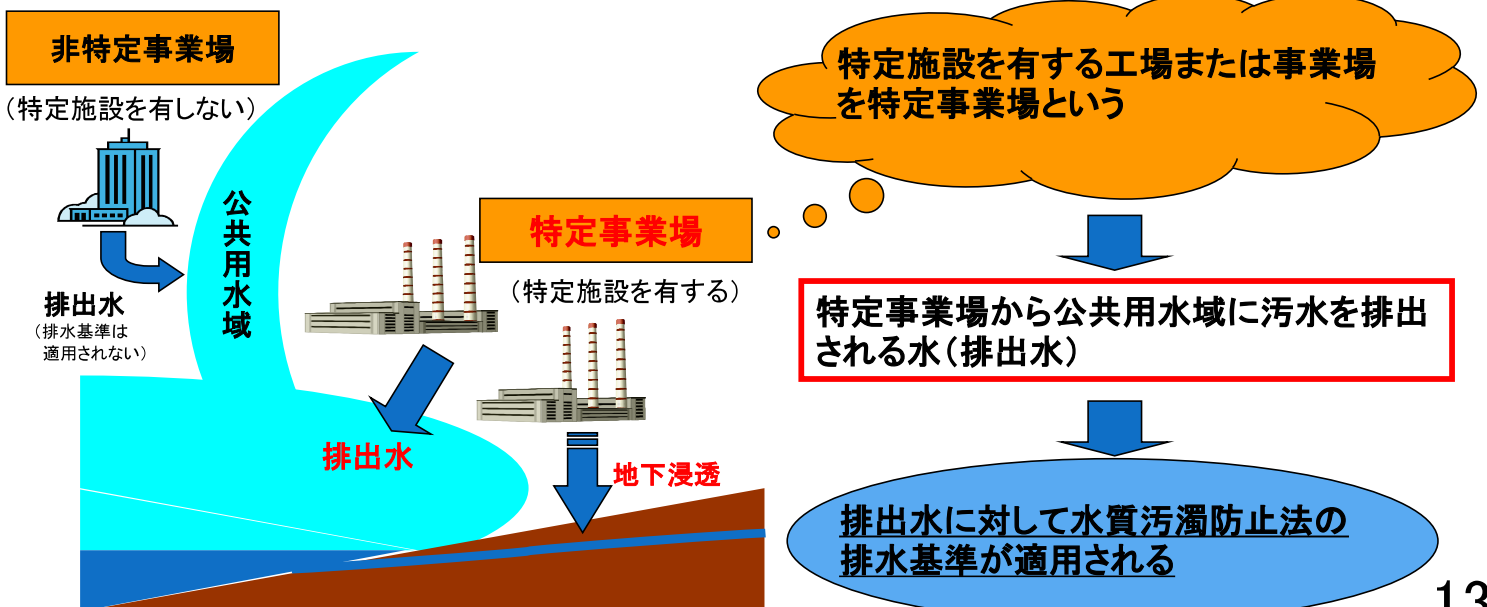 非特定事業場
（特定施設を有しない）
公共用水域
排出水
（排水基準は
適用されない）
特定事業場
（特定施設を有する）
排出水
地下浸透
特定施設を有する工場または事業場
を特定事業場という
特定事業場から公共用水域に汚水を排出
される水（排出水）
排出水に対して水質汚濁防止法の
排水基準が適用される
13